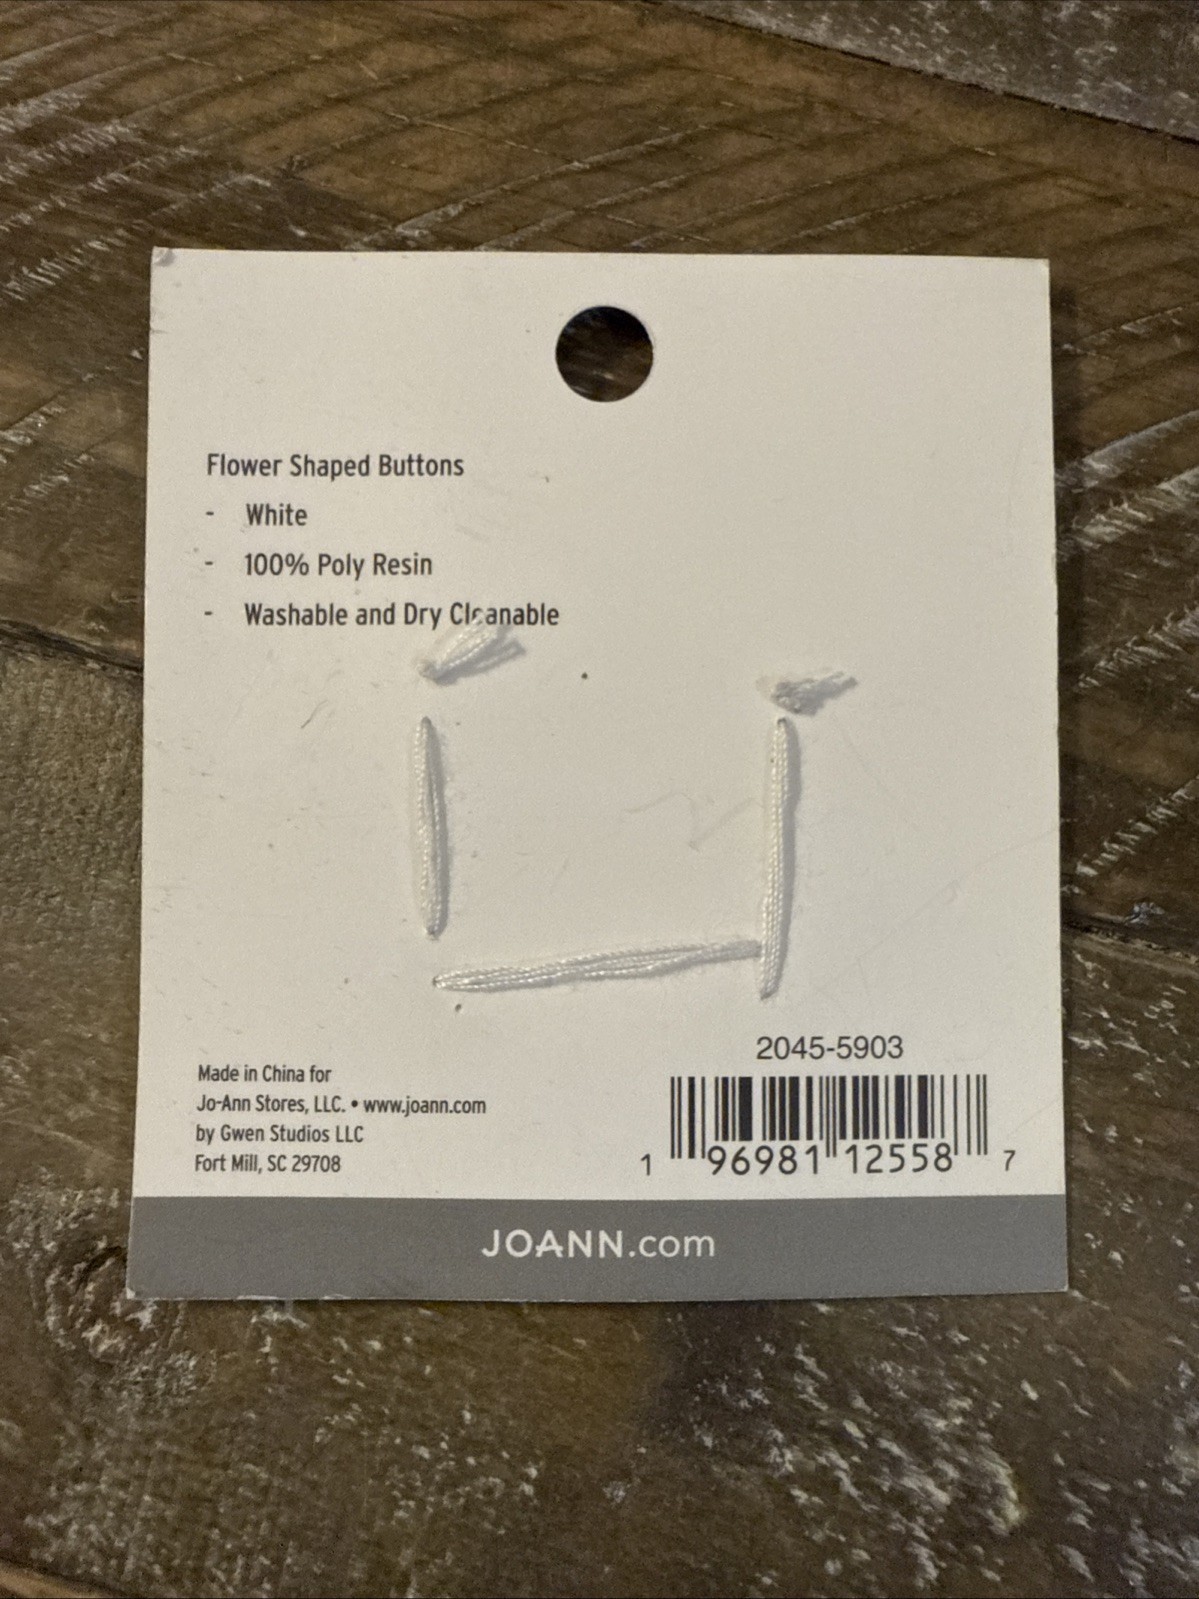 Flower Shaped Buttons
- White
- 100% Poly Resin
- Washable and Dry Cleanable
2045-5903
Made in China for
Jo-Ann Stores, LLC. • www.joann.com
by Gwen Studios LLC
Fort Mill, SC 29708
1 96981 12558 7
JOANN.com